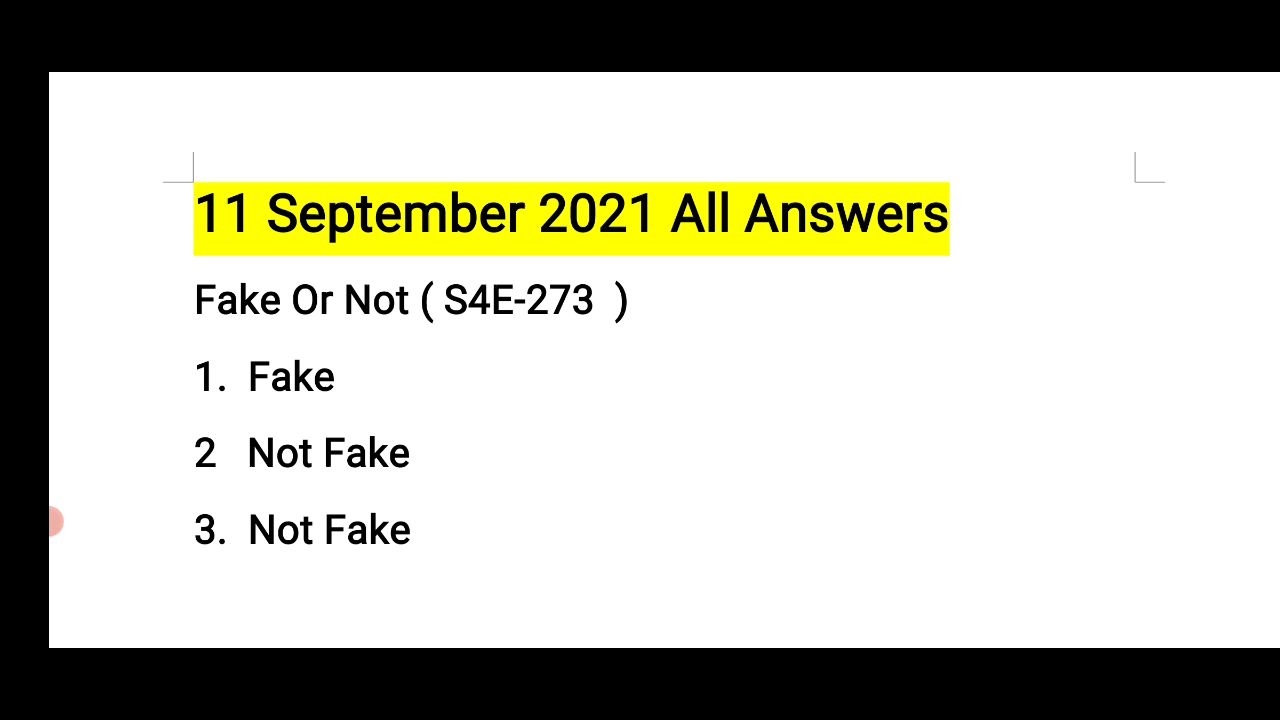 11 September 2021 All Answers
Fake Or Not ( S4E-273 )
1. Fake
2 Not Fake
3. Not Fake